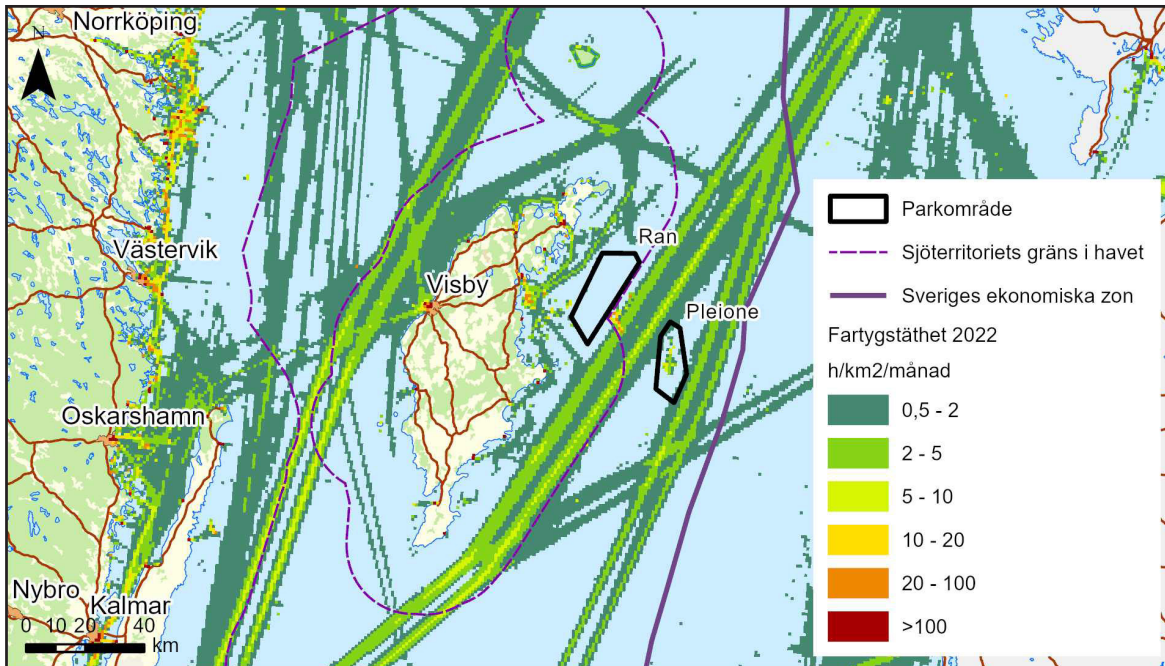 Norrköping
N
Västervik
Visby
Ran
Pleione
Oskarshamn
Nybro
Kalmar
0 10 20 40
km
Parkområde
Sjöterritoriets gräns i havet
Sveriges ekonomiska zon
Fartygstäthet 2022
h/km2/månad
0,5 - 2
2 - 5
5 - 10
10 - 20
20 - 100
>100